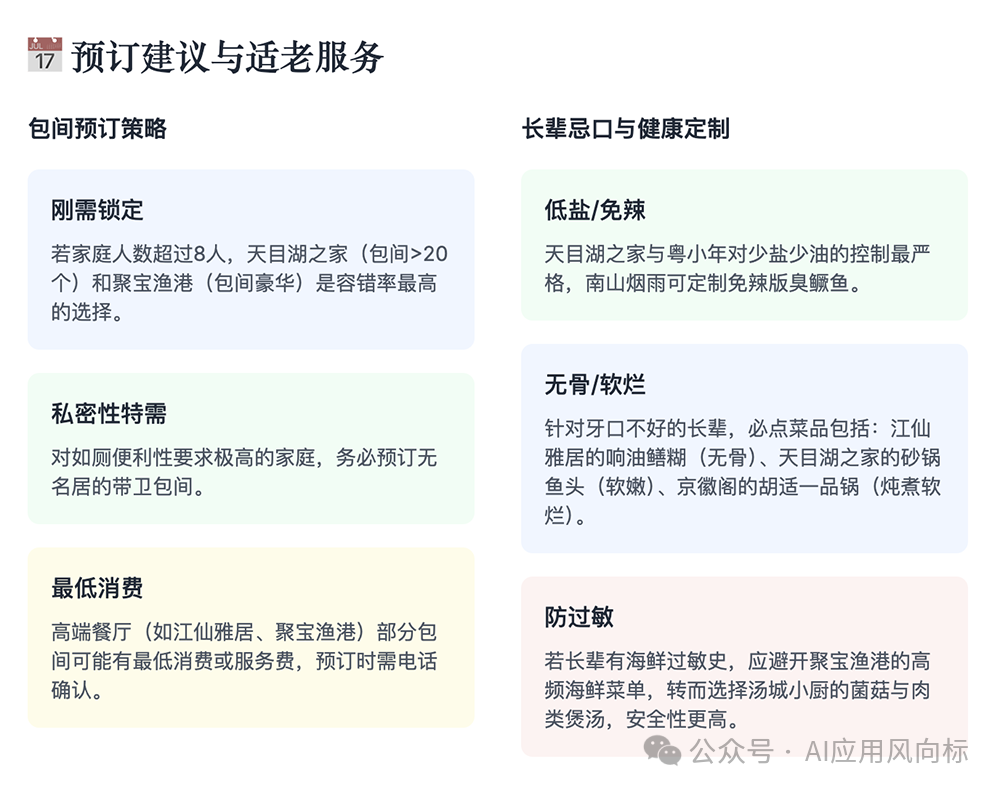 JUL
17
预订建议与适老服务
包间预订策略
刚需锁定
若家庭人数超过8人，天目湖之家（包间>20
个）和聚宝渔港（包间豪华）是容错率最高
的选择。
私密性特需
对如厕便利性要求极高的家庭，务必预订无
名居的带卫包间。
最低消费
高端餐厅（如江仙雅居、聚宝渔港）部分包
间可能有最低消费或服务费，预订时需电话
确认。
长辈忌口与健康定制
低盐/免辣
天目湖之家与粤小年对少盐少油的控制最严
格，南山烟雨可定制免辣版臭鳜鱼。
无骨/软烂
针对牙口不好的长辈，必点菜品包括：江仙
雅居的响油鳝糊（无骨）、天目湖之家的砂锅
鱼头（软嫩）、京徽阁的胡适一品锅（炖煮软
烂）。
防过敏
若长辈有海鲜过敏史，应避开聚宝渔港的高
频海鲜菜单，转而选择汤城小厨的菌菇与肉
类煲汤，安全性更高。
公众号 · AI应用风向标